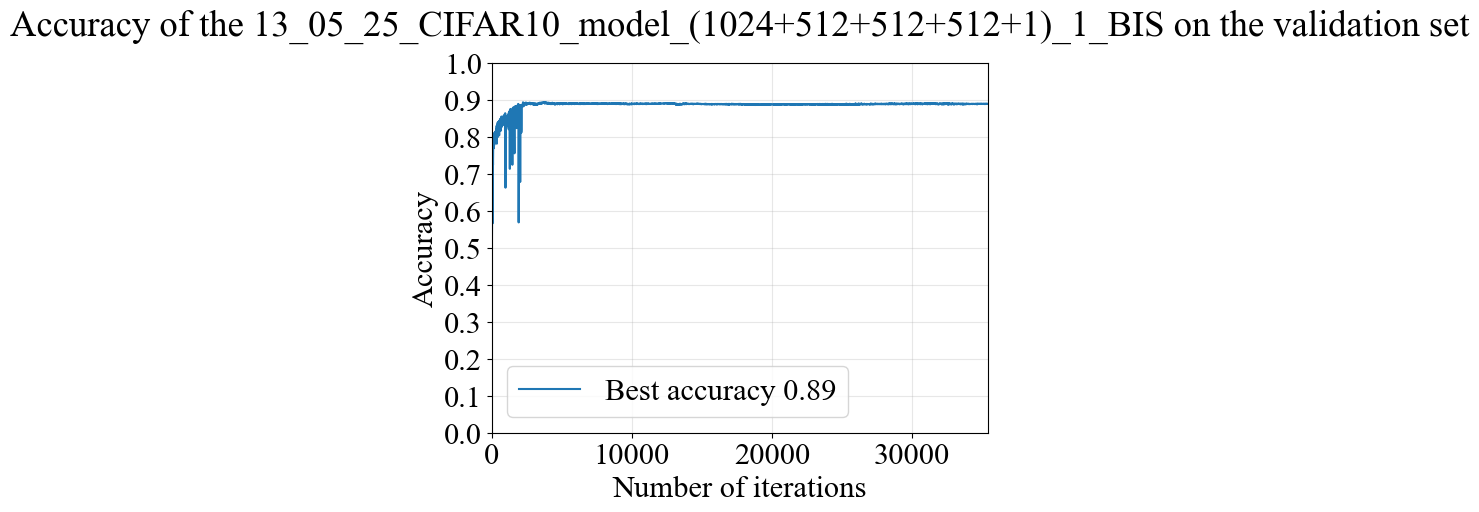 Accuracy of the 13_05_25_CIFAR10_model_(1024+512+512+512+1)_1_BIS on the validation set
1.0
0.9
0.8
0.7
0.6
0.5
0.4
0.3
0.2
0.1
0.0
Accuracy
Best accuracy 0.89
0 10000 20000 30000
Number of iterations